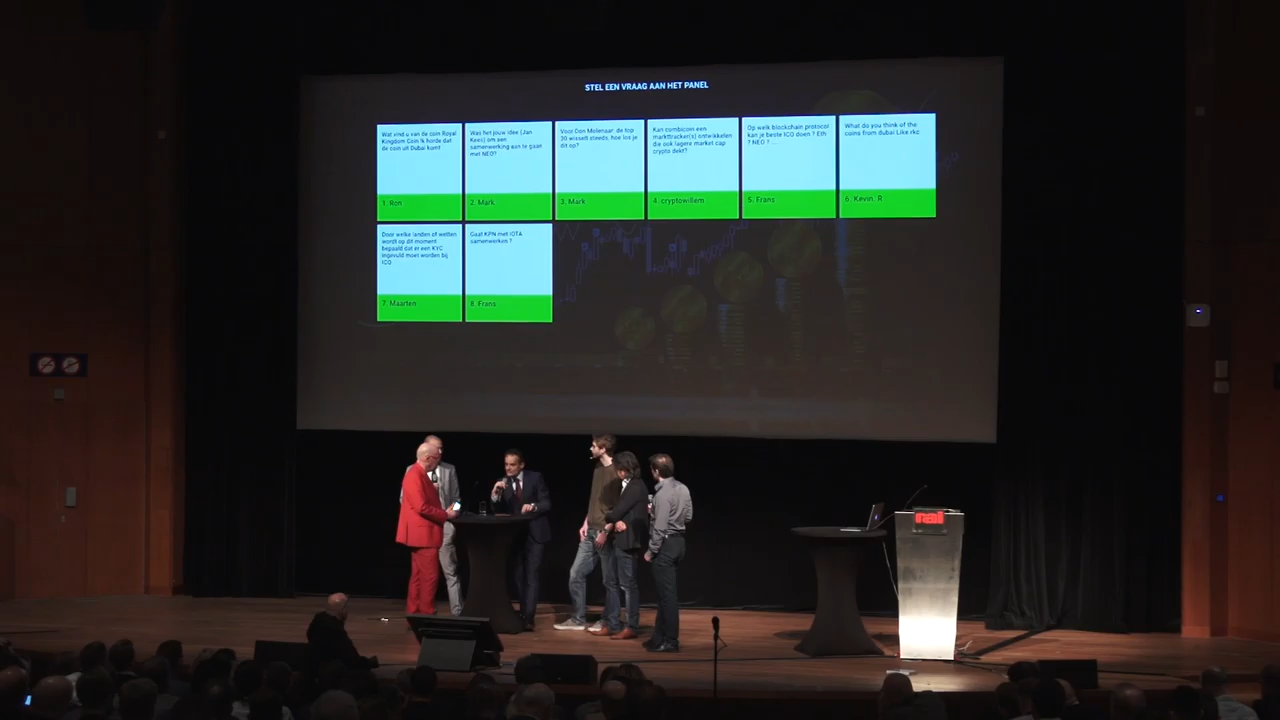 STEL EEN VRAAG AAN HET PANEL
Wat vind u van de coin Royal
Kingdom Coin ik horde dat
de coin uit Dubai komt
1. Ron
Was het jouw idee (Jan
Kees) om een
samenwerking aan te gaan
met NEO?
2. Mark
Voor Don Molenaar: de top
30 wisselt steeds, hoe los je
dit op?
3. Mark
Kan combicoin een
markttracker(s) ontwikkelen
die ook lagere market cap
crypto dekt?
4. cryptowillem
Op welk blockchain protocol
kan je beste ICO doen ? Eth
? NEO ? .....
5. Frans
What do you think of the
coins from dubai Like rkc
6. Kevin. R
Door welke landen of wetten
wordt op dit moment
bepaald dat er een KYC
ingevuld moet worden bij
ICO
7. Maarten
Gaat KPN met IOTA
samenwerken ?
8. Frans
rai